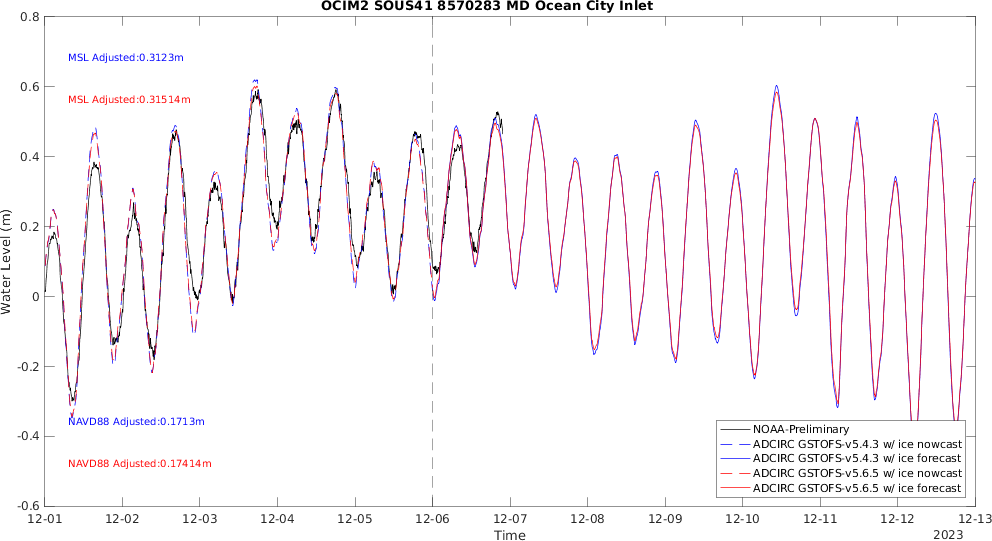 OCIM2 SOUS41 8570283 MD Ocean City Inlet
0.8
0.6
0.4
0.2
0
-0.2
-0.4
-0.6
Water Level (m)
MSL Adjusted:0.3123m
MSL Adjusted:0.31514m
NAVD88 Adjusted:0.1713m
NAVD88 Adjusted:0.17414m
NOAA-Preliminary
ADCIRC GSTOFS-v5.4.3 w/ ice nowcast
ADCIRC GSTOFS-v5.4.3 w/ ice forecast
ADCIRC GSTOFS-v5.6.5 w/ ice nowcast
ADCIRC GSTOFS-v5.6.5 w/ ice forecast
12-01 12-02 12-03 12-04 12-05 12-06 12-07 12-08 12-09 12-10 12-11 12-12 12-13
Time
2023